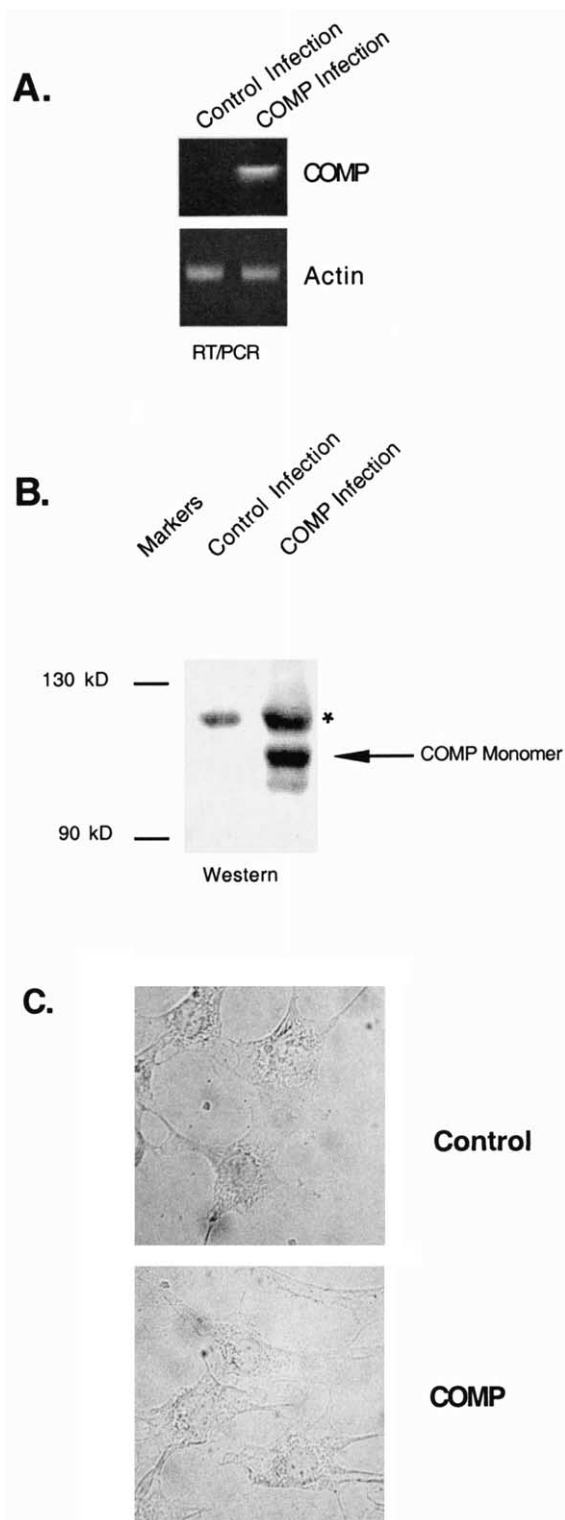 A.
Control Infection
COMP Infection
COMP
Actin
RT/PCR
B.
Markers
Control Infection
COMP Infection
130 kD
*
COMP Monomer
90 kD
Western
C.
Control
COMP